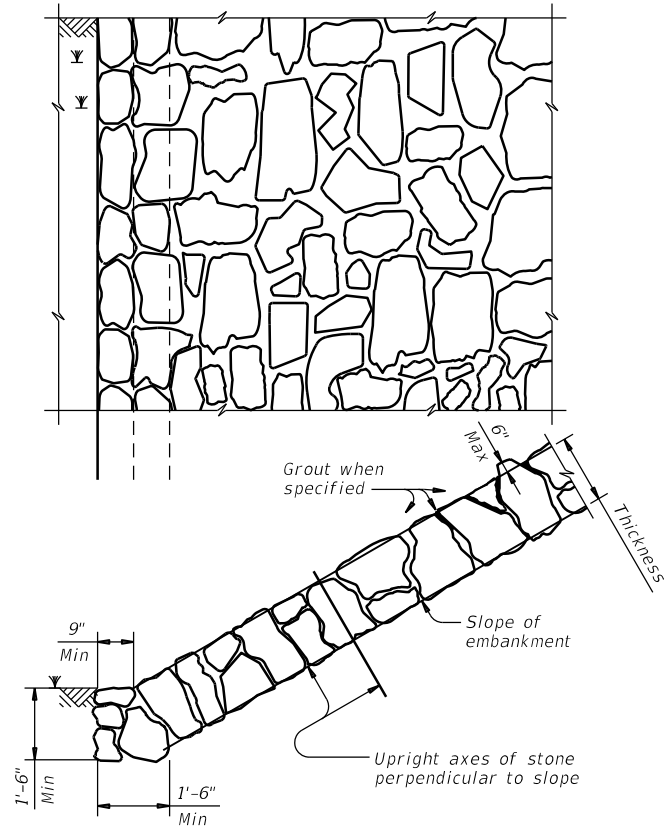 6"
Max
Grout when
specified
Thickness
Slope of
embankment
9"
Min
1'-6"
Min
Upright axes of stone
perpendicular to slope
1'-6"
Min